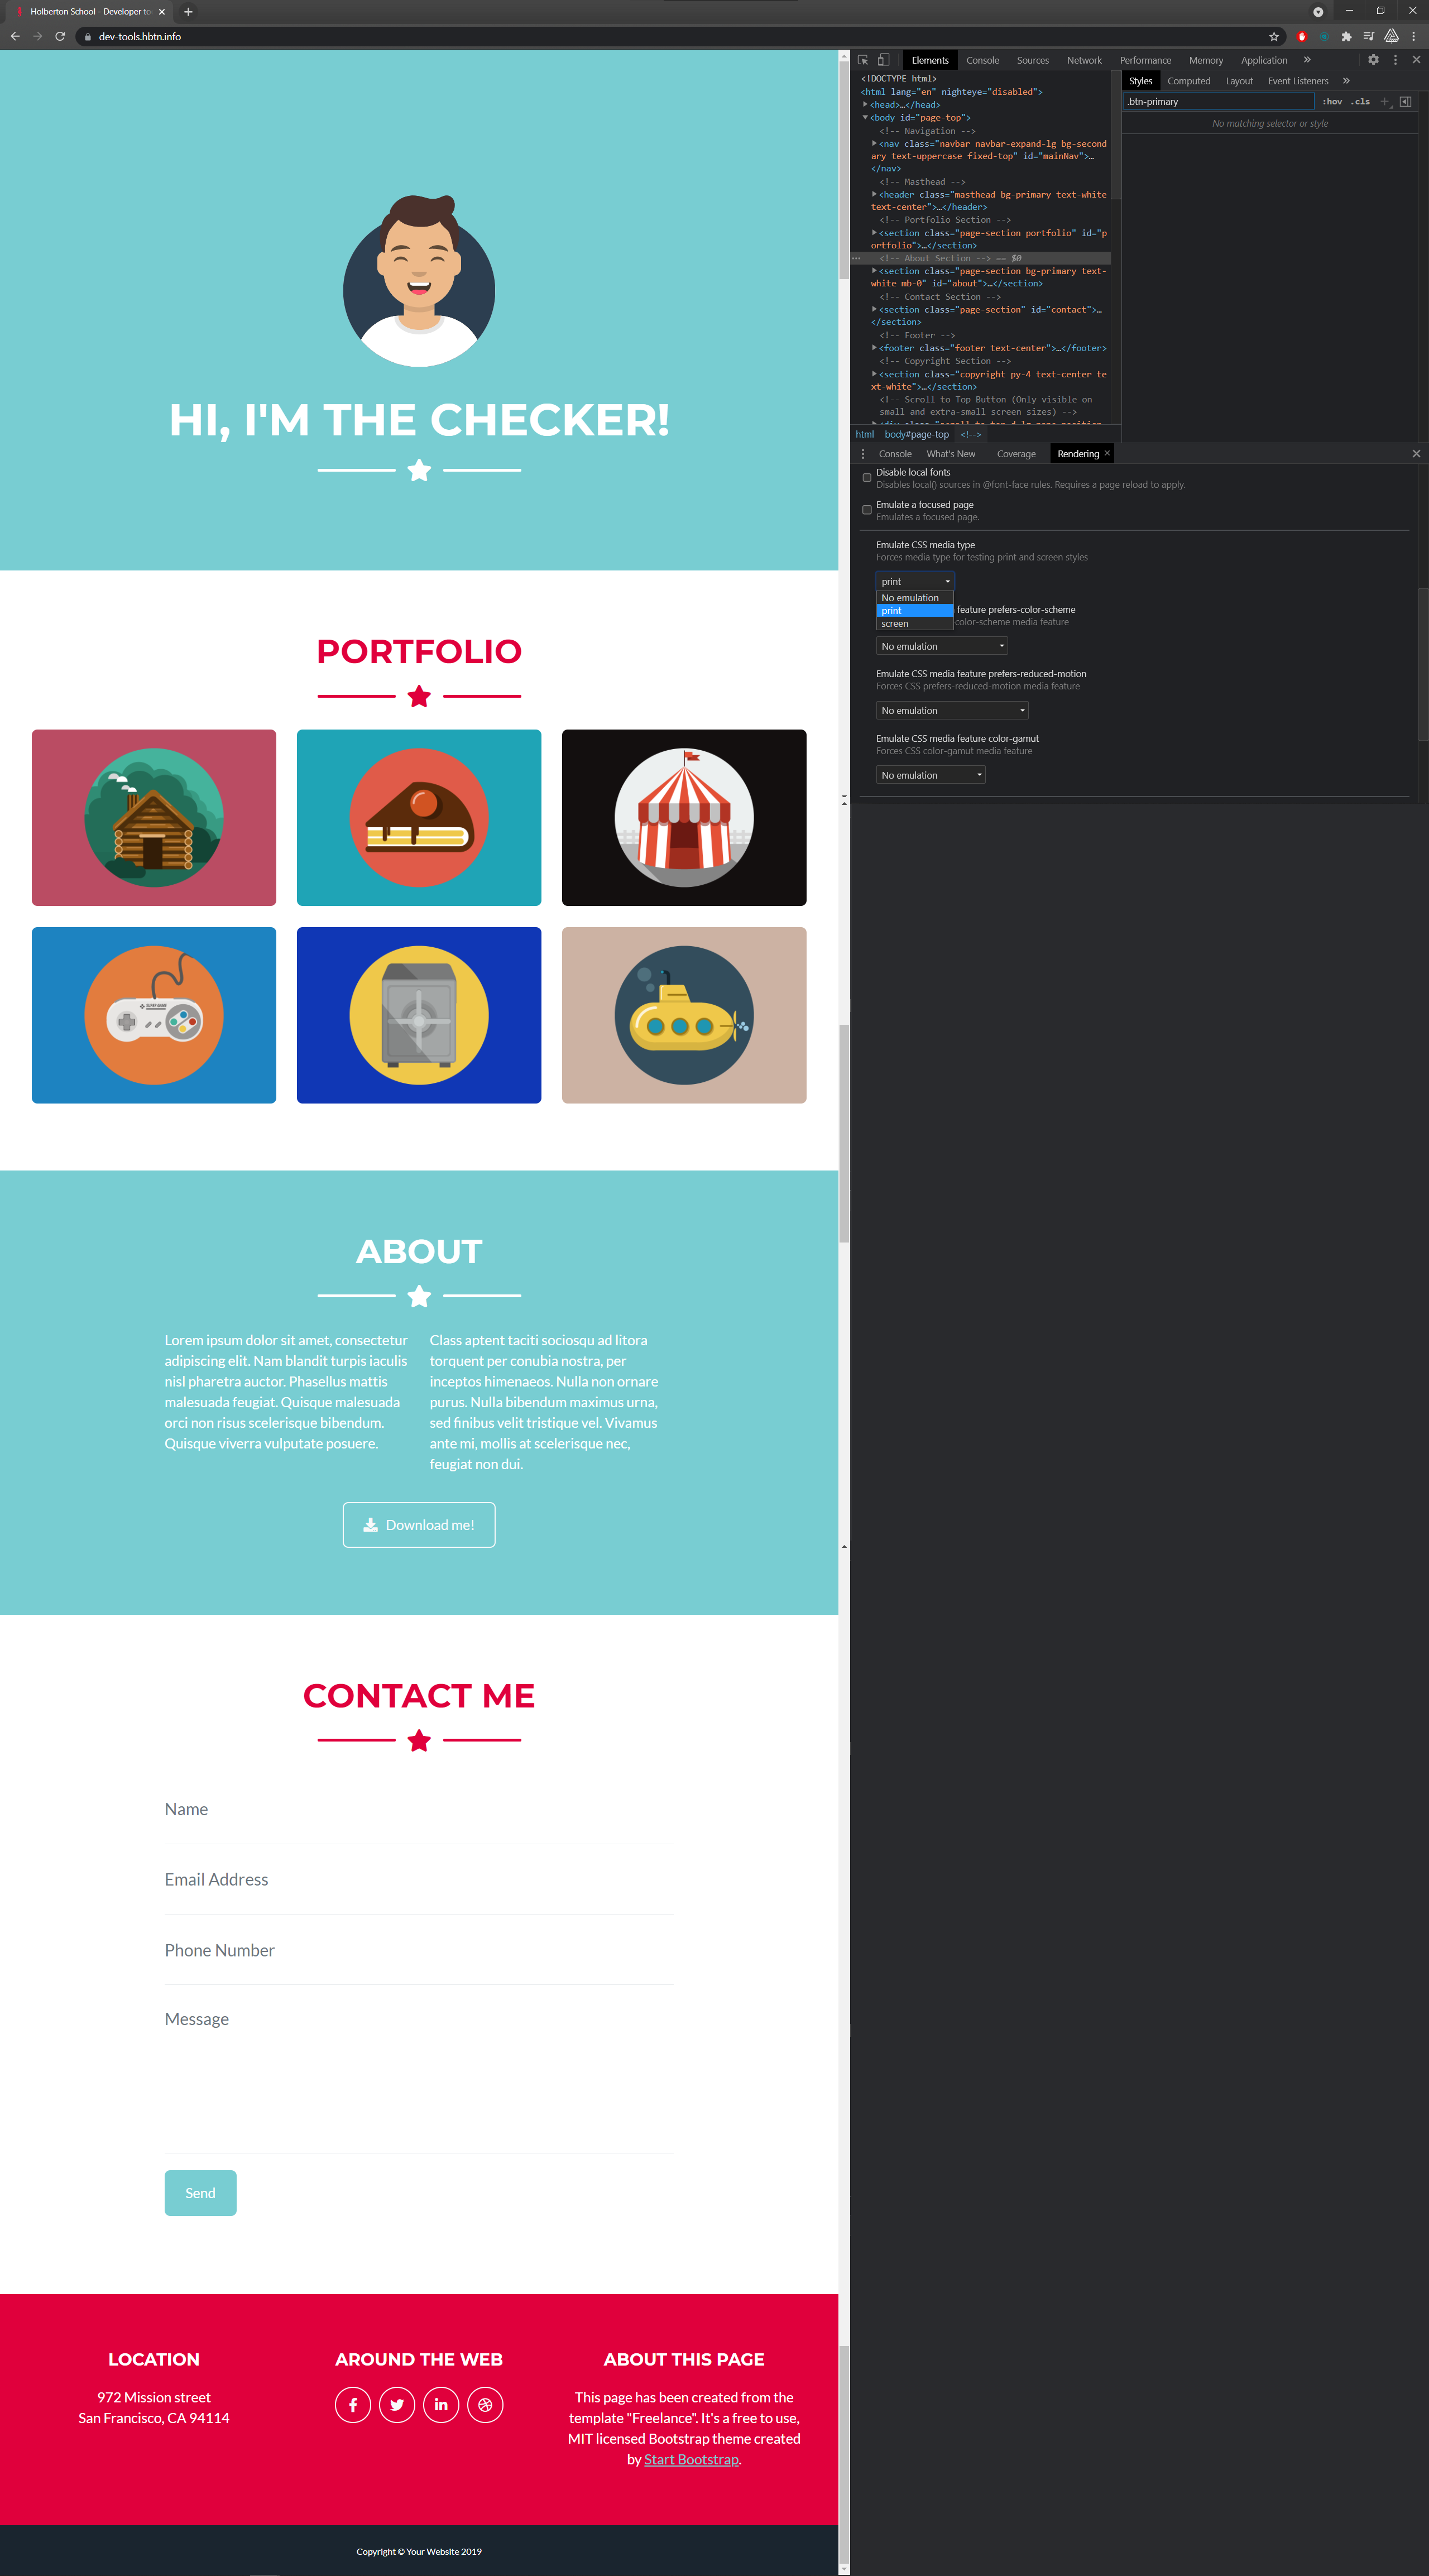 Holberton School - Developer to
dev-tools.hbtn.info
HI, I'M THE CHECKER!
PORTFOLIO
SUPER GAME
ABOUT
Lorem ipsum dolor sit amet, consectetur
adipiscing elit. Nam blandit turpis iaculis
nisl pharetra auctor. Phasellus mattis
malesuada feugiat. Quisque malesuada
orci non risus scelerisque bibendum.
Quisque viverra vulputate posuere.
Class aptent taciti sociosqu ad litora
torquent per conubia nostra, per
inceptos himenaeos. Nulla non ornare
purus. Nulla bibendum maximus urna,
sed finibus velit tristique vel. Vivamus
ante mi, mollis at scelerisque nec,
feugiat non dui.
Download me!
CONTACT ME
Name
Email Address
Phone Number
Message
Send
LOCATION
972 Mission street
San Francisco, CA 94114
AROUND THE WEB
ABOUT THIS PAGE
This page has been created from the
template "Freelance". It's a free to use,
MIT licensed Bootstrap theme created
by Start Bootstrap.
Copyright © Your Website 2019
Elements Console Sources Network Performance Memory Application »
<!DOCTYPE html>
<html lang="en" nighteye="disabled">
<head>…</head>
<body id="page-top">
<!-- Navigation -->
<nav class="navbar navbar-expand-lg bg-second
ary text-uppercase fixed-top" id="mainNav">…
</nav>
<!-- Masthead -->
<header class="masthead bg-primary text-white
text-center">…</header>
<!-- Portfolio Section -->
<section class="page-section portfolio" id="p
ortfolio">…</section>
<!-- About Section --> == $0
<section class="page-section bg-primary text-
white mb-0" id="about">…</section>
<!-- Contact Section -->
<section class="page-section" id="contact">…
</section>
<!-- Footer -->
<footer class="footer text-center">…</footer>
<!-- Copyright Section -->
<section class="copyright py-4 text-center te
xt-white">…</section>
<!-- Scroll to Top Button (Only visible on
small and extra-small screen sizes) -->
<div class="scroll-to-top d-lg-none position-
html body#page-top <!-->
Styles Computed Layout Event Listeners »
.btn-primary
:hov .cls +
No matching selector or style
Console What's New Coverage Rendering
Disable local fonts
Disables local() sources in @font-face rules. Requires a page reload to apply.
Emulate a focused page
Emulates a focused page.
Emulate CSS media type
Forces media type for testing print and screen styles
print
No emulation
print
screen
feature prefers-color-scheme
-color-scheme media feature
No emulation
Emulate CSS media feature prefers-reduced-motion
Forces CSS prefers-reduced-motion media feature
No emulation
Emulate CSS media feature color-gamut
Forces CSS color-gamut media feature
No emulation